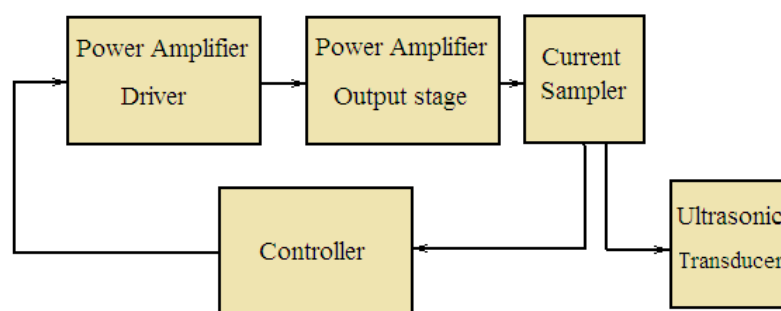 Power Amplifier
Driver
Power Amplifier
Output stage
Current
Sampler
Controller
Ultrasonic
Transducer